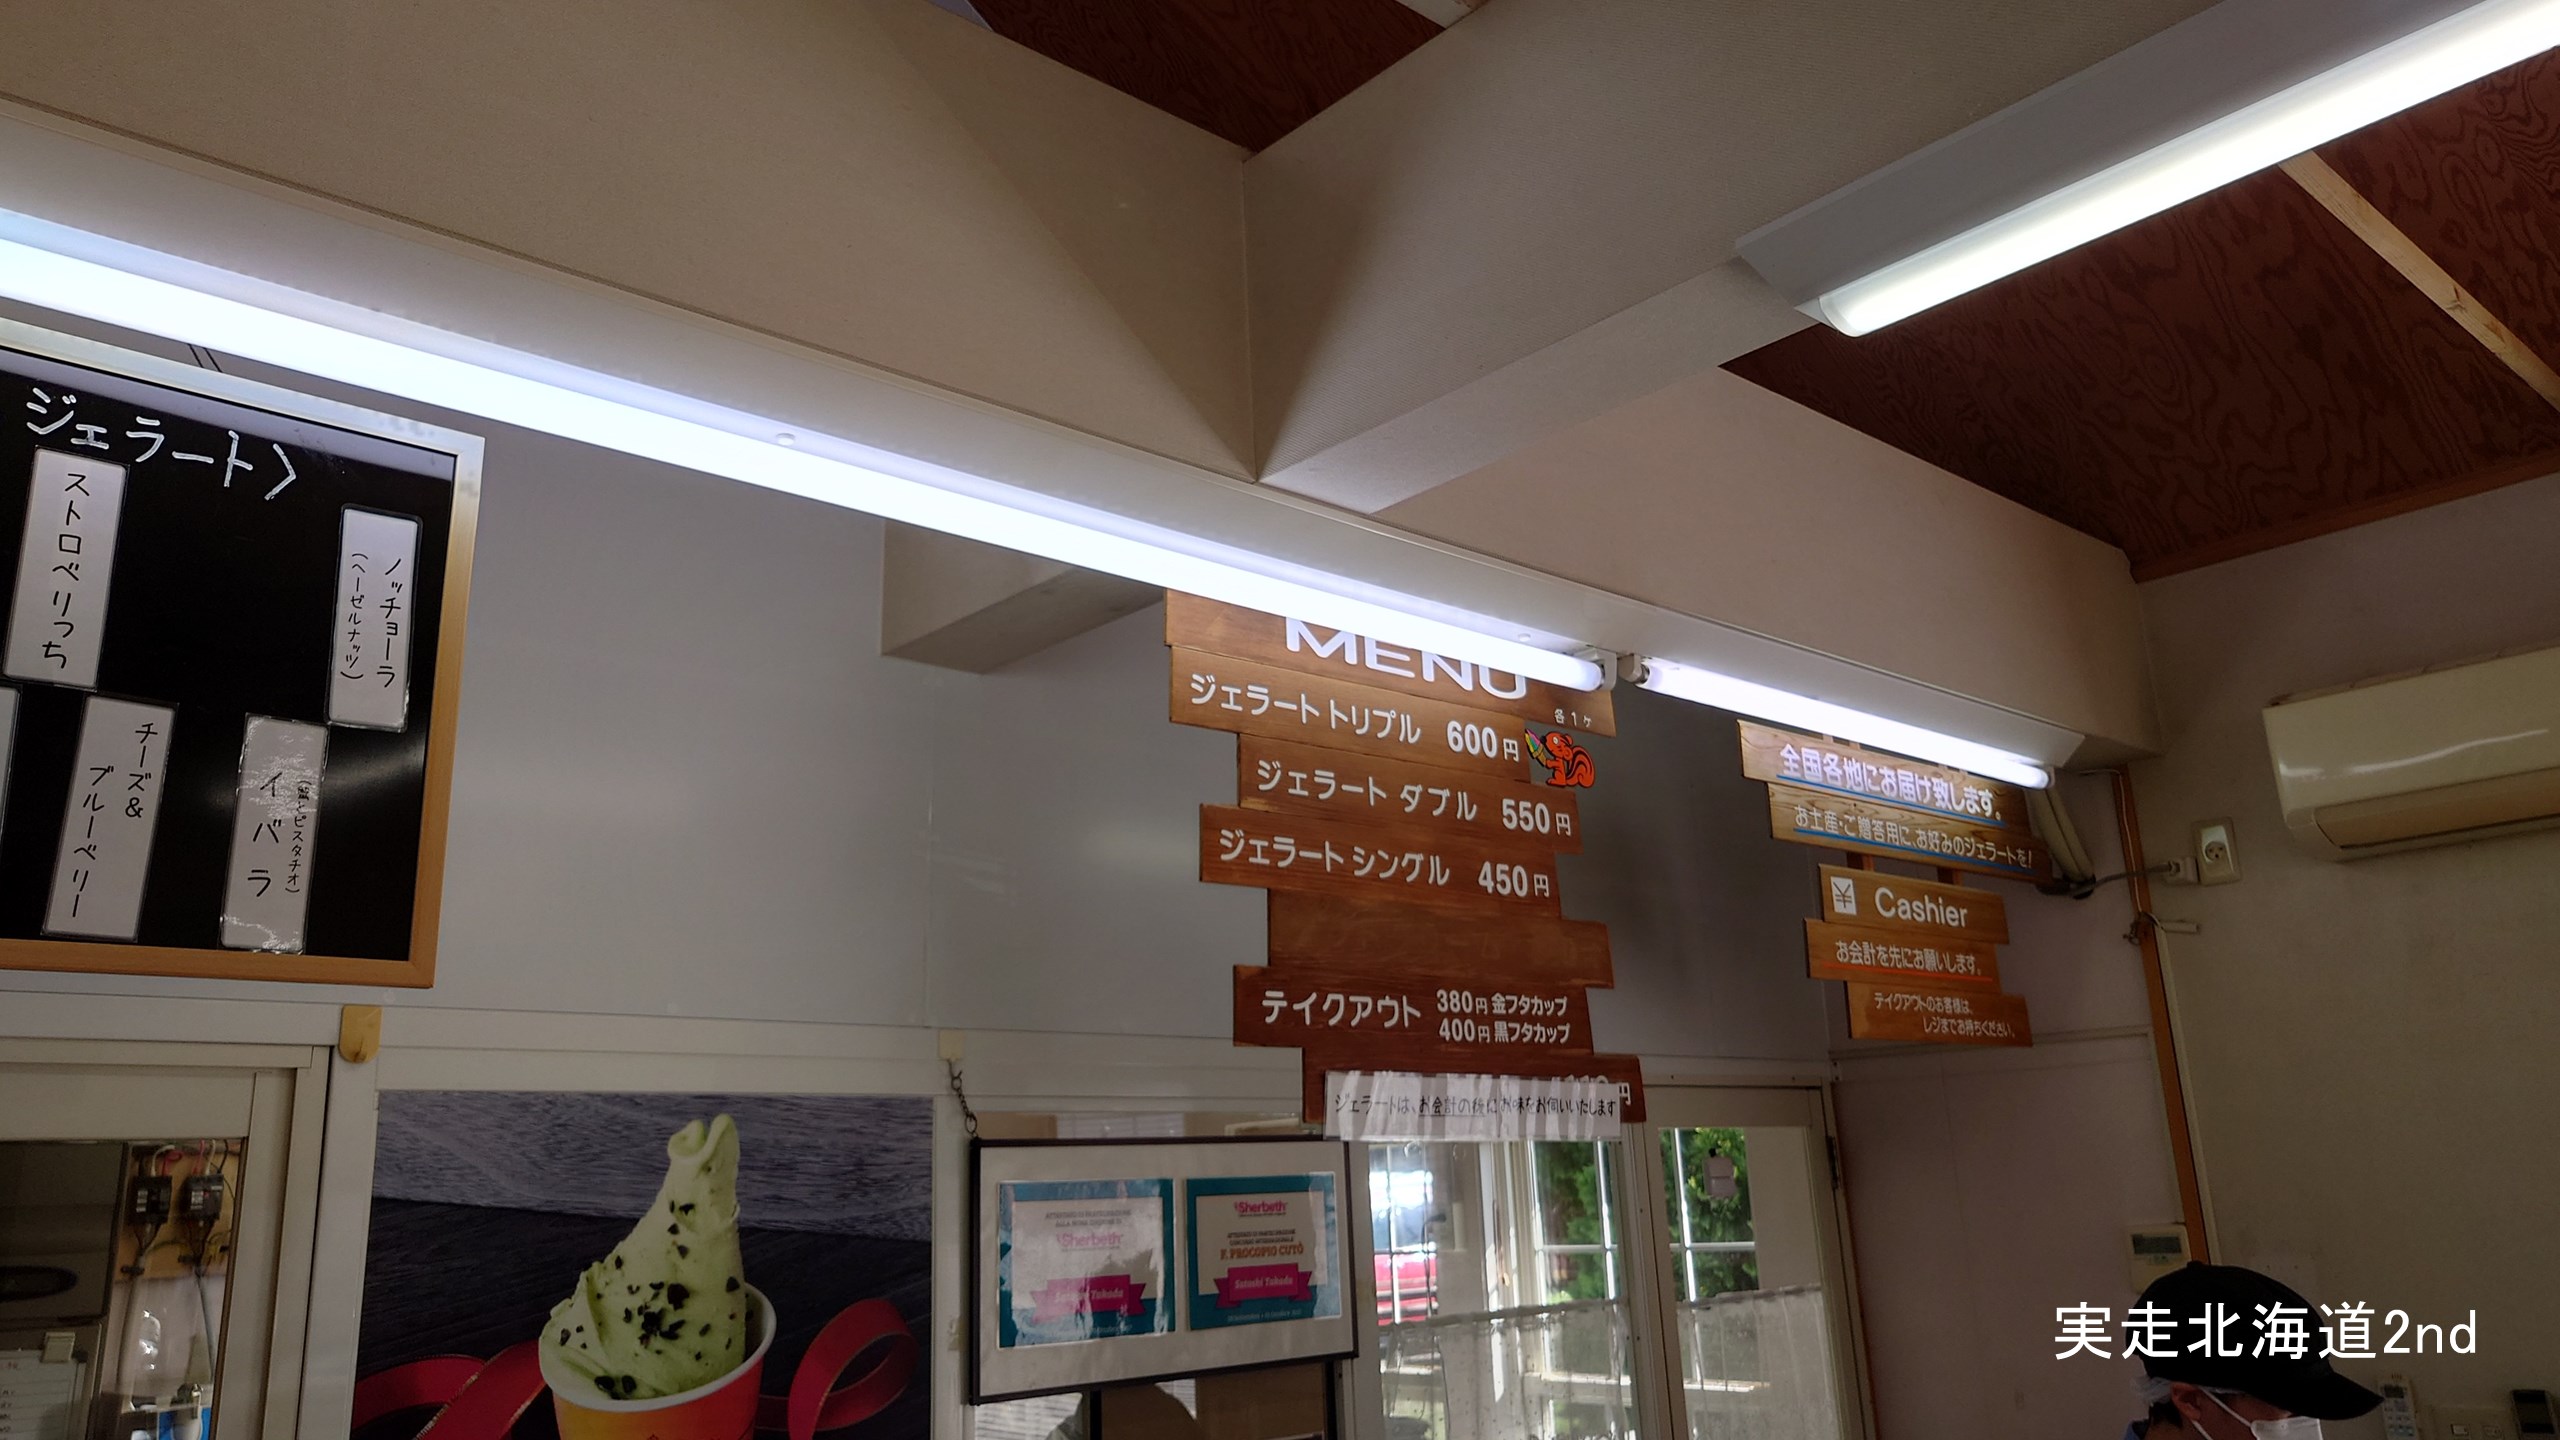 ジェラート〉
ストロベリっち
ノッチョーラ
(ヘーゼルナッツ)
チーズ&
ブルーベリー
イバラ
(蜜とピスタチオ)
MENU
各1ケ
ジェラート トリプル 600円
ジェラート ダブル 550円
ジェラート シングル 450円
テイクアウト 380円 金フタカップ
400円 黒フタカップ
円
ジェラートは、お会計の後にお味をお伺いいたします
全国各地にお届け致します。
お土産・ご贈答用に、お好みのジェラートを!
¥ Cashier
お会計を先にお願いします。
テイクアウトのお客様は、
レジまでお持ちください。
Sherbeth
Takada
Sherbeth
F. PROCOPIO CUTÒ
Satoshi Takada
実走北海道2nd